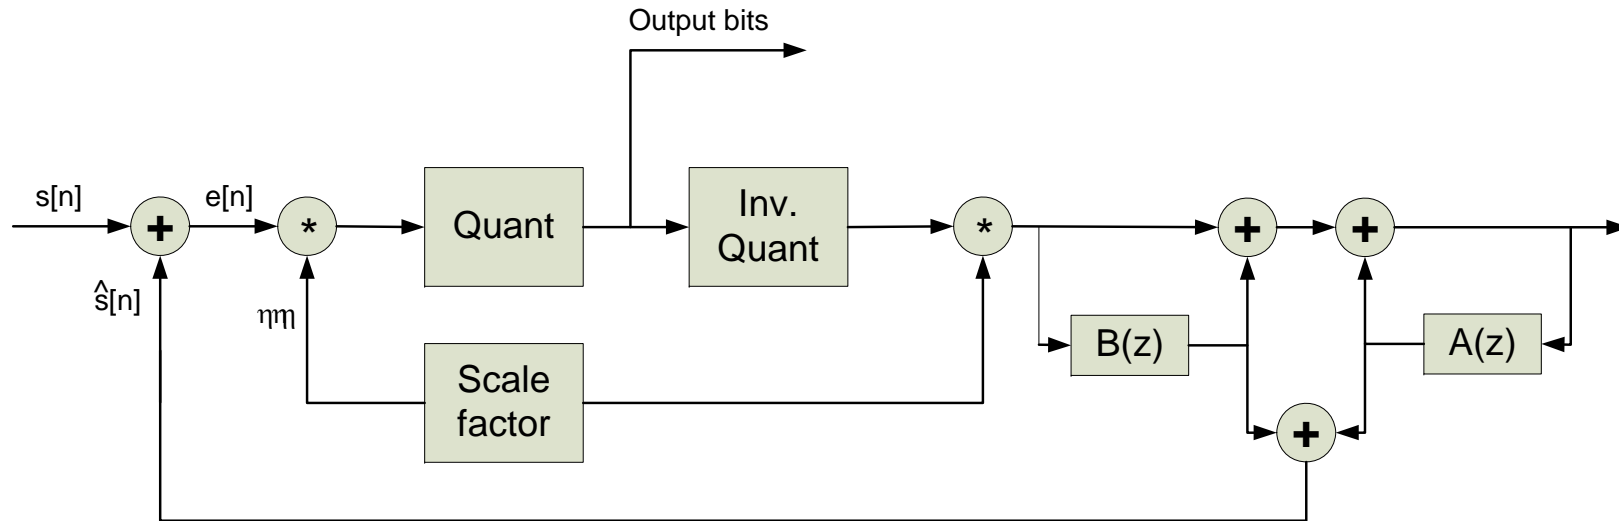 Output bits
s[n]
e[n]
+
*
Quant
Inv.
Quant
*
+
+
ŝ[n]
ηη
B(z)
A(z)
Scale
factor
+